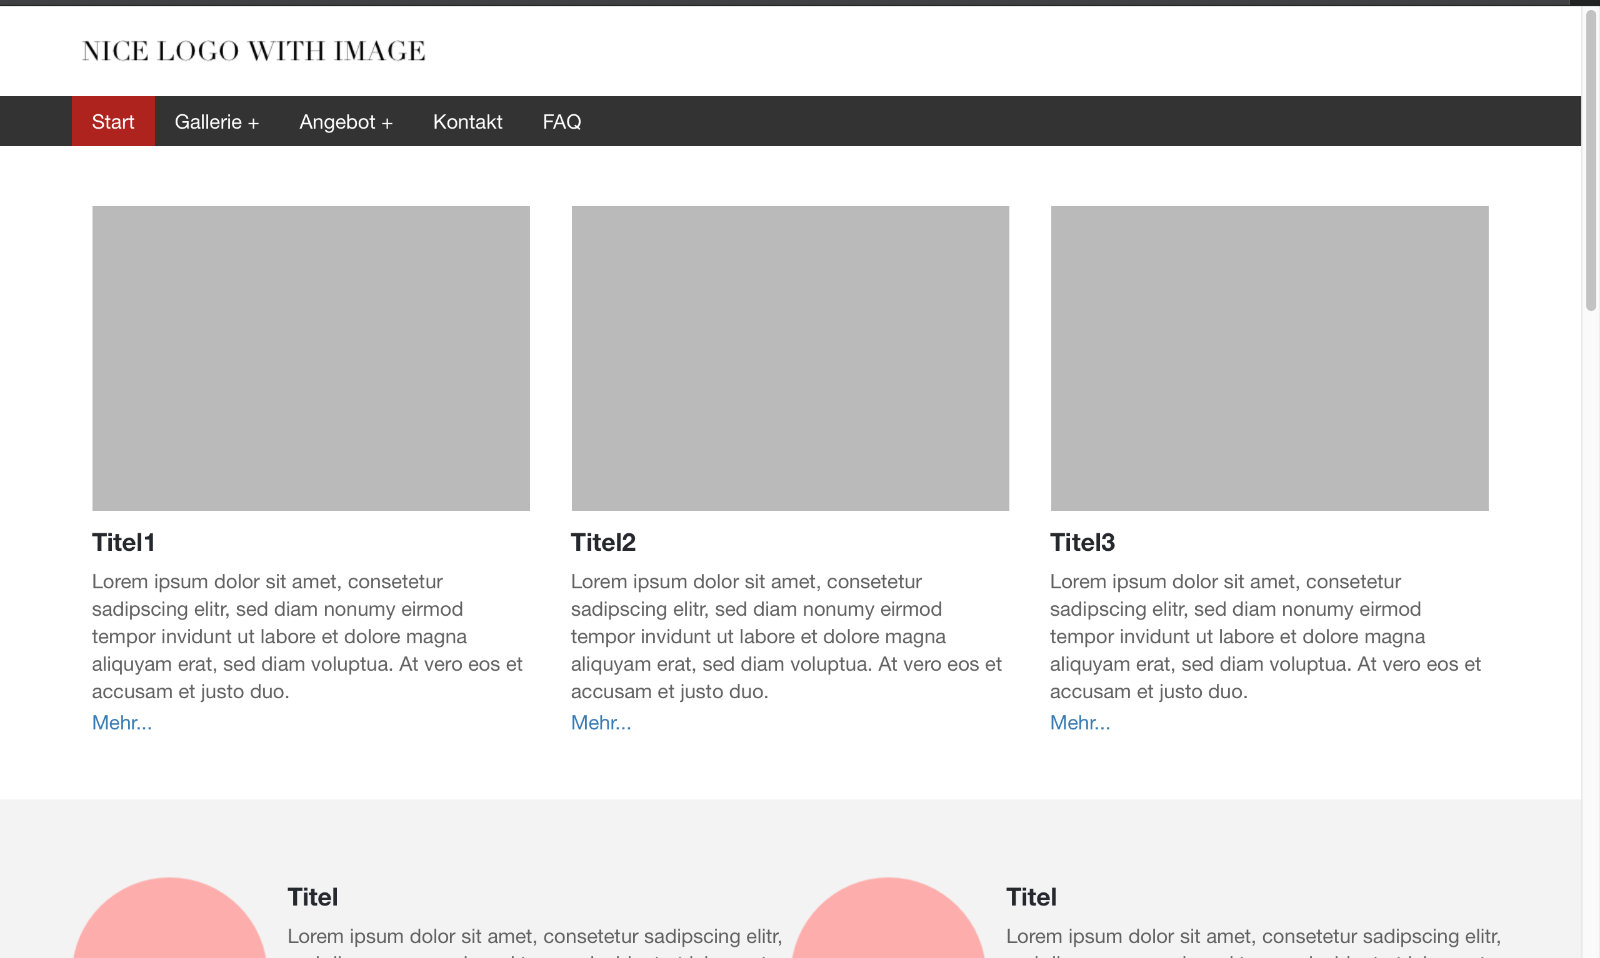 NICE LOGO WITH IMAGE
Start Gallerie + Angebot + Kontakt FAQ
Titel1
Lorem ipsum dolor sit amet, consetetur
sadipscing elitr, sed diam nonumy eirmod
tempor invidunt ut labore et dolore magna
aliquyam erat, sed diam voluptua. At vero eos et
accusam et justo duo.
Mehr...
Titel2
Lorem ipsum dolor sit amet, consetetur
sadipscing elitr, sed diam nonumy eirmod
tempor invidunt ut labore et dolore magna
aliquyam erat, sed diam voluptua. At vero eos et
accusam et justo duo.
Mehr...
Titel3
Lorem ipsum dolor sit amet, consetetur
sadipscing elitr, sed diam nonumy eirmod
tempor invidunt ut labore et dolore magna
aliquyam erat, sed diam voluptua. At vero eos et
accusam et justo duo.
Mehr...
Titel
Lorem ipsum dolor sit amet, consetetur sadipscing elitr,
Titel
Lorem ipsum dolor sit amet, consetetur sadipscing elitr,